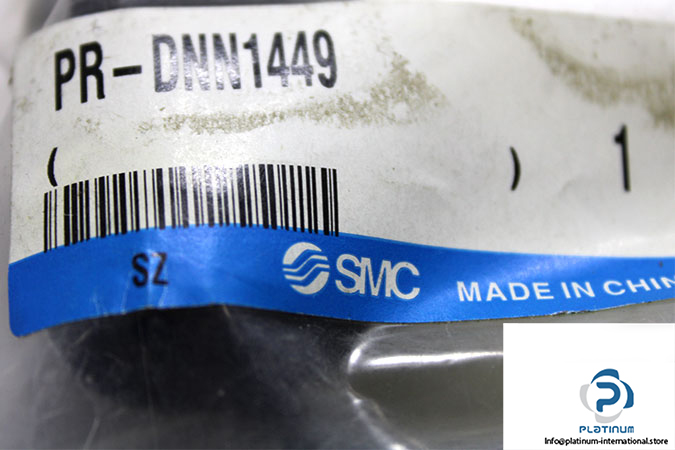 PR-DNN1449
( ) 1
SZ
SMC MADE IN CHIN
P
PLATINUM
Info@platinum-international.store